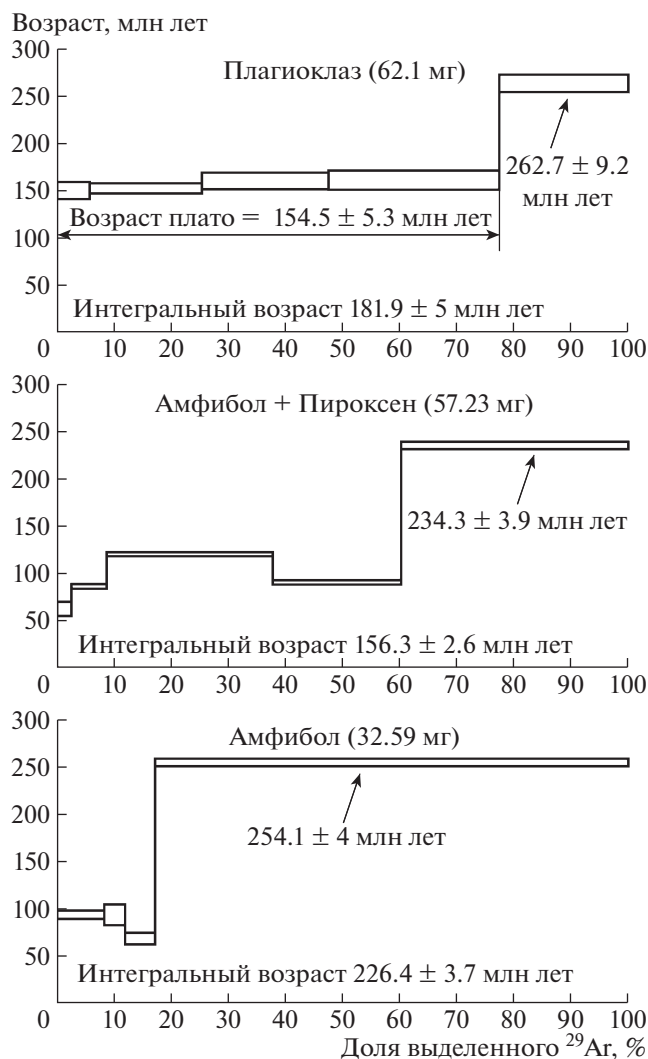 Возраст, млн лет
300
Плагиоклаз (62.1 мг)
250
200
262.7 ± 9.2
млн лет
150
Возраст плато = 154.5 ± 5.3 млн лет
100
50
Интегральный возраст 181.9 ± 5 млн лет
0 10 20 30 40 50 60 70 80 90 100
300
Амфибол + Пироксен (57.23 мг)
250
200
234.3 ± 3.9 млн лет
150
100
50
Интегральный возраст 156.3 ± 2.6 млн лет
0 10 20 30 40 50 60 70 80 90 100
300
Амфибол (32.59 мг)
250
200
254.1 ± 4 млн лет
150
100
50
Интегральный возраст 226.4 ± 3.7 млн лет
0 10 20 30 40 50 60 70 80 90 100
Доля выделенного ²⁹Ar, %